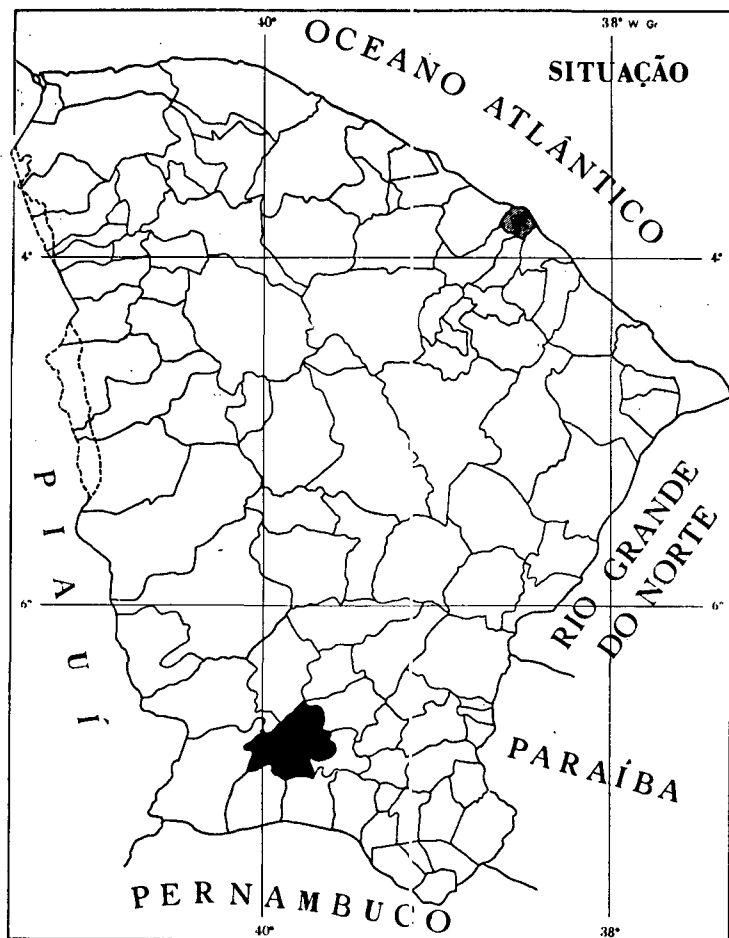 40° 38° W Gr
OCEANO ATLÂNTICO
SITUAÇÃO
4° 4°
PIAUÍ
RIO GRANDE
DO NORTE
6° 6°
PARAÍBA
PERNAMBUCO
40° 38°